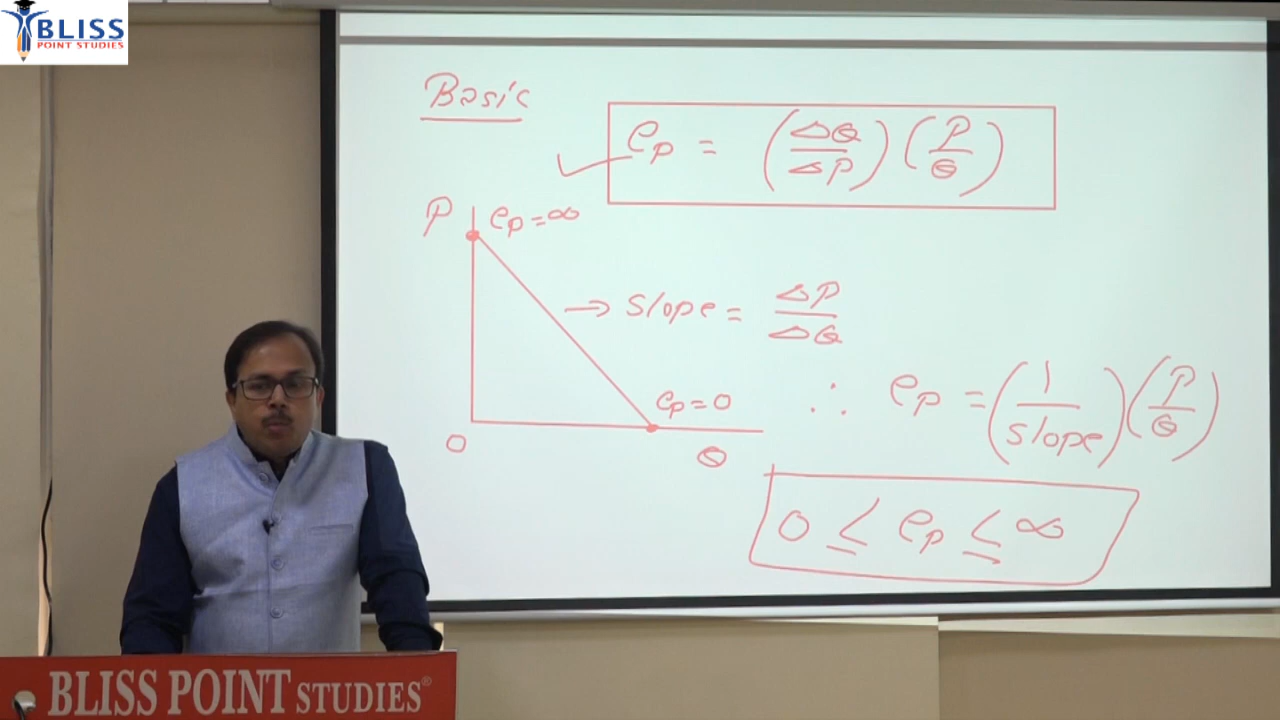 BLISS
POINT STUDIES
Basic
eₚ = (ΔQ/ΔP) (P/Q)
P eₚ=∞
→ Slope = ΔP/ΔQ
eₚ=0
∴ eₚ = (1/slope) (P/Q)
O
Q
0 ≤ eₚ ≤ ∞
BLISS POINT STUDIES®